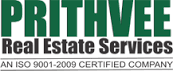 PRITHVEE
Real Estate Services
AN ISO 9001-2009 CERTIFIED COMPANY